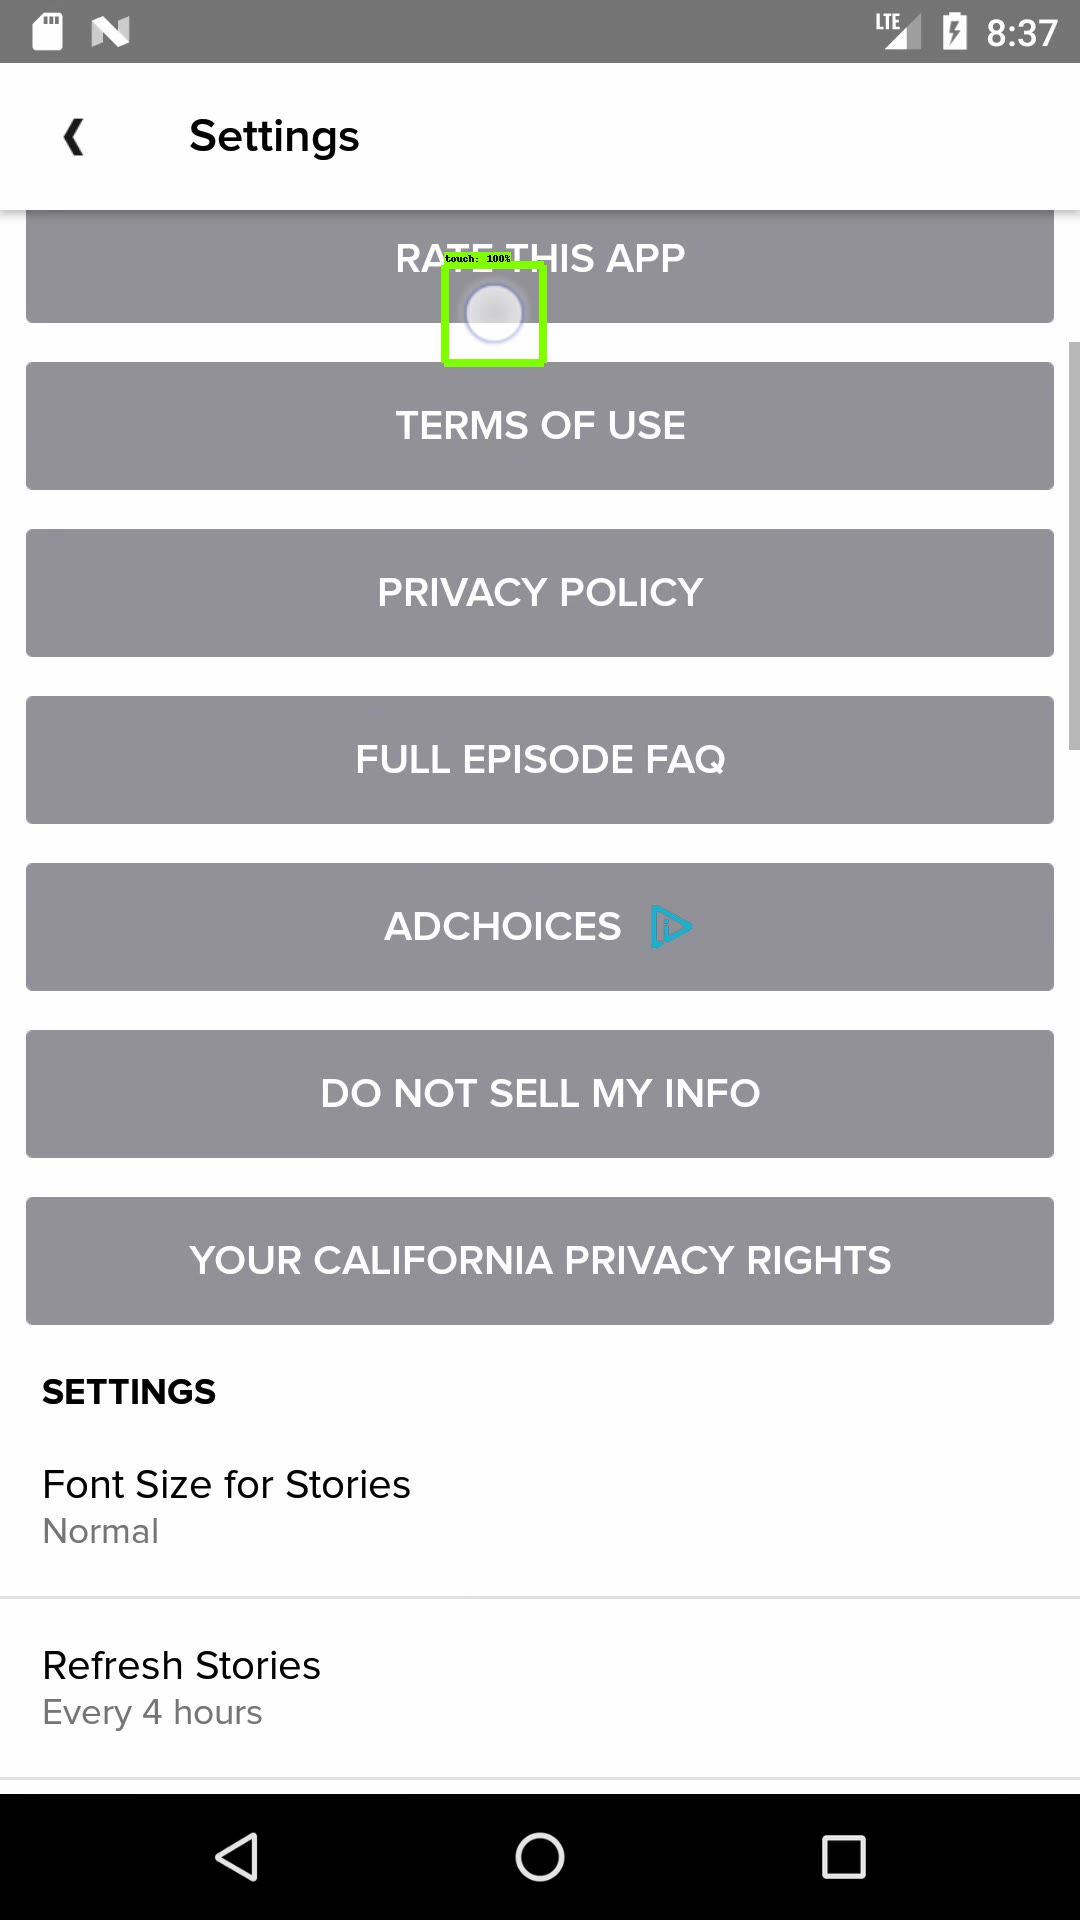 LTE 8:37
Settings
RATE THIS APP
touch: 100%
TERMS OF USE
PRIVACY POLICY
FULL EPISODE FAQ
ADCHOICES
DO NOT SELL MY INFO
YOUR CALIFORNIA PRIVACY RIGHTS
SETTINGS
Font Size for Stories
Normal
Refresh Stories
Every 4 hours